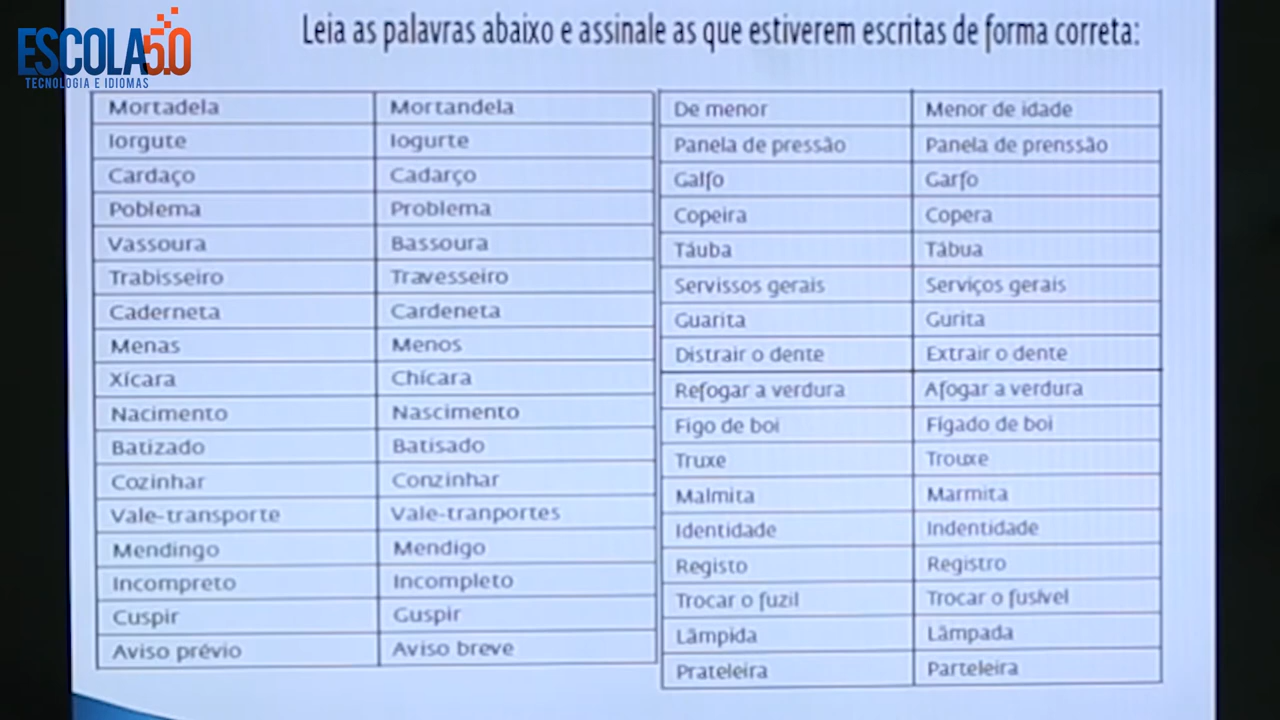 ESCOLA5.0
TECNOLOGIA E IDIOMAS
Leia as palavras abaixo e assinale as que estiverem escritas de forma correta:
Mortadela Mortandela
Iorgute Iogurte
Cardaço Cadarço
Poblema Problema
Vassoura Bassoura
Trabisseiro Travesseiro
Caderneta Cardeneta
Menas Menos
Xícara Chícara
Nacimento Nascimento
Batizado Batisado
Cozinhar Conzinhar
Vale-transporte Vale-tranportes
Mendingo Mendigo
Incompreto Incompleto
Cuspir Guspir
Aviso prévio Aviso breve
De menor Menor de idade
Panela de pressão Panela de prenssão
Galfo Garfo
Copeira Copera
Táuba Tábua
Servissos gerais Serviços gerais
Guarita Gurita
Distrair o dente Extrair o dente
Refogar a verdura Afogar a verdura
Figo de boi Fígado de boi
Truxe Trouxe
Malmita Marmita
Identidade Indentidade
Registo Registro
Trocar o fuzil Trocar o fusível
Lâmpida Lâmpada
Prateleira Parteleira